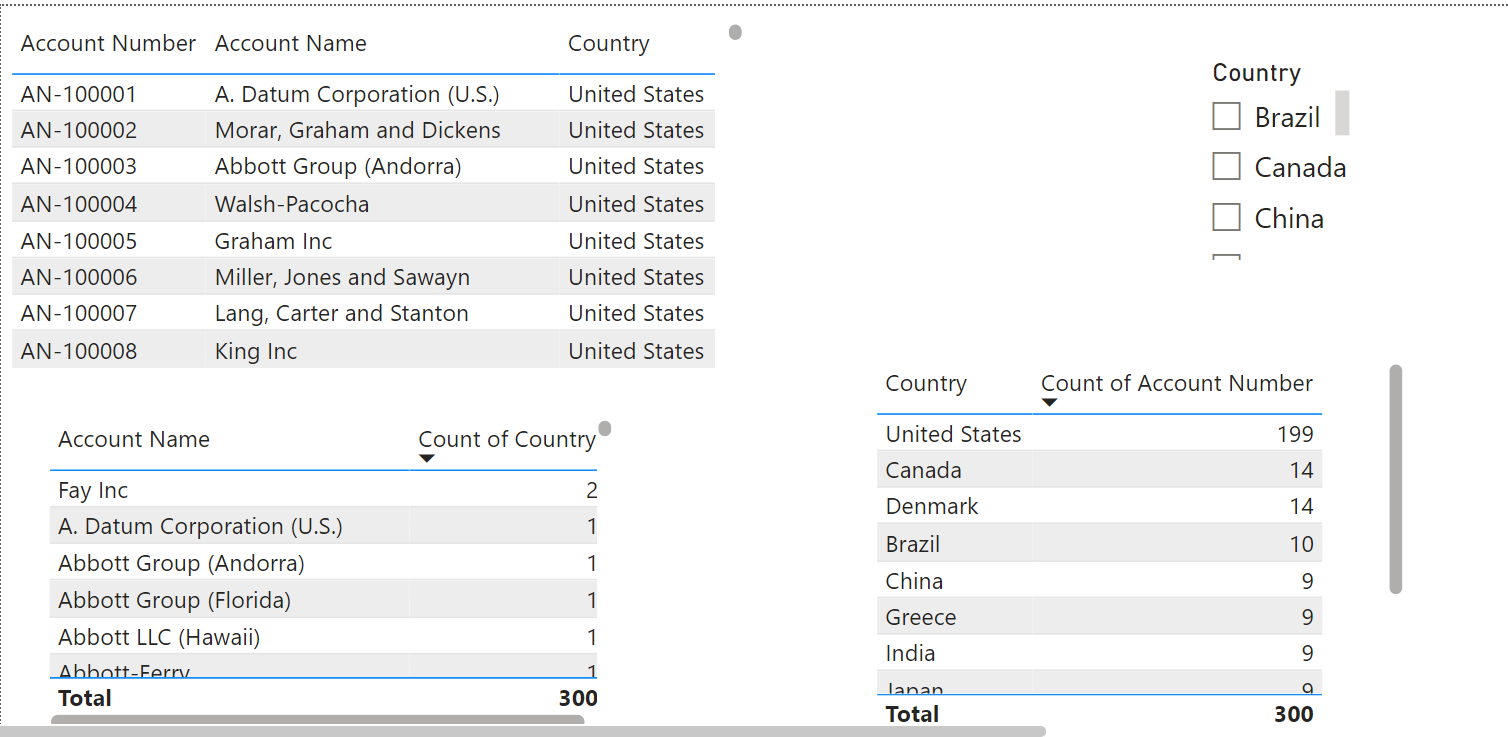 Account Number Account Name Country
AN-100001 A. Datum Corporation (U.S.) United States
AN-100002 Morar, Graham and Dickens United States
AN-100003 Abbott Group (Andorra) United States
AN-100004 Walsh-Pacocha United States
AN-100005 Graham Inc United States
AN-100006 Miller, Jones and Sawayn United States
AN-100007 Lang, Carter and Stanton United States
AN-100008 King Inc United States
Country
Brazil
Canada
China
Account Name Count of Country
Fay Inc 2
A. Datum Corporation (U.S.) 1
Abbott Group (Andorra) 1
Abbott Group (Florida) 1
Abbott LLC (Hawaii) 1
Abbott-Ferry 1
Total 300
Country Count of Account Number
United States 199
Canada 14
Denmark 14
Brazil 10
China 9
Greece 9
India 9
Japan 9
Total 300